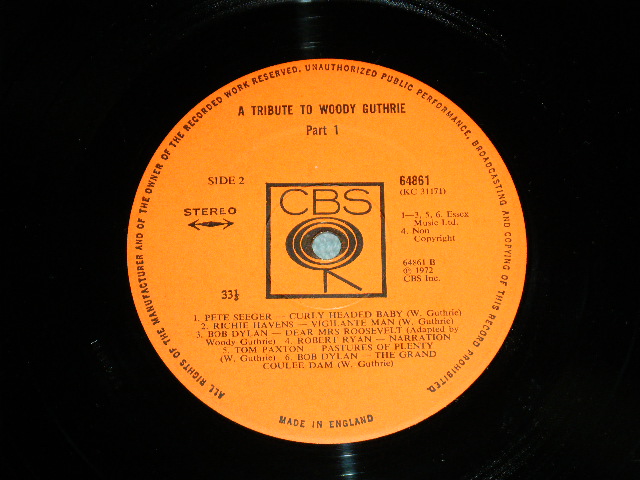 ALL RIGHTS OF THE MANUFACTURER AND OF THE OWNER OF THE RECORDED WORK RESERVED. UNAUTHORIZED PUBLIC PERFORMANCE, BROADCASTING AND COPYING OF THIS RECORD PROHIBITED.
A TRIBUTE TO WOODY GUTHRIE
Part 1
SIDE 2
STEREO
33⅓
CBS
64861
(KC 31171)
1—3, 5, 6. Essex
Music Ltd.
4. Non
Copyright
64861 B
℗ 1972
CBS Inc.
1. PETE SEEGER — CURLY HEADED BABY (W. Guthrie)
2. RICHIE HAVENS — VIGILANTE MAN (W. Guthrie)
3. BOB DYLAN — DEAR MRS ROOSEVELT (Adapted by
Woody Guthrie) 4. ROBERT RYAN — NARRATION
5. TOM PAXTON — PASTURES OF PLENTY
(W. Guthrie) 6. BOB DYLAN — THE GRAND
COULEE DAM (W. Guthrie)
MADE IN ENGLAND